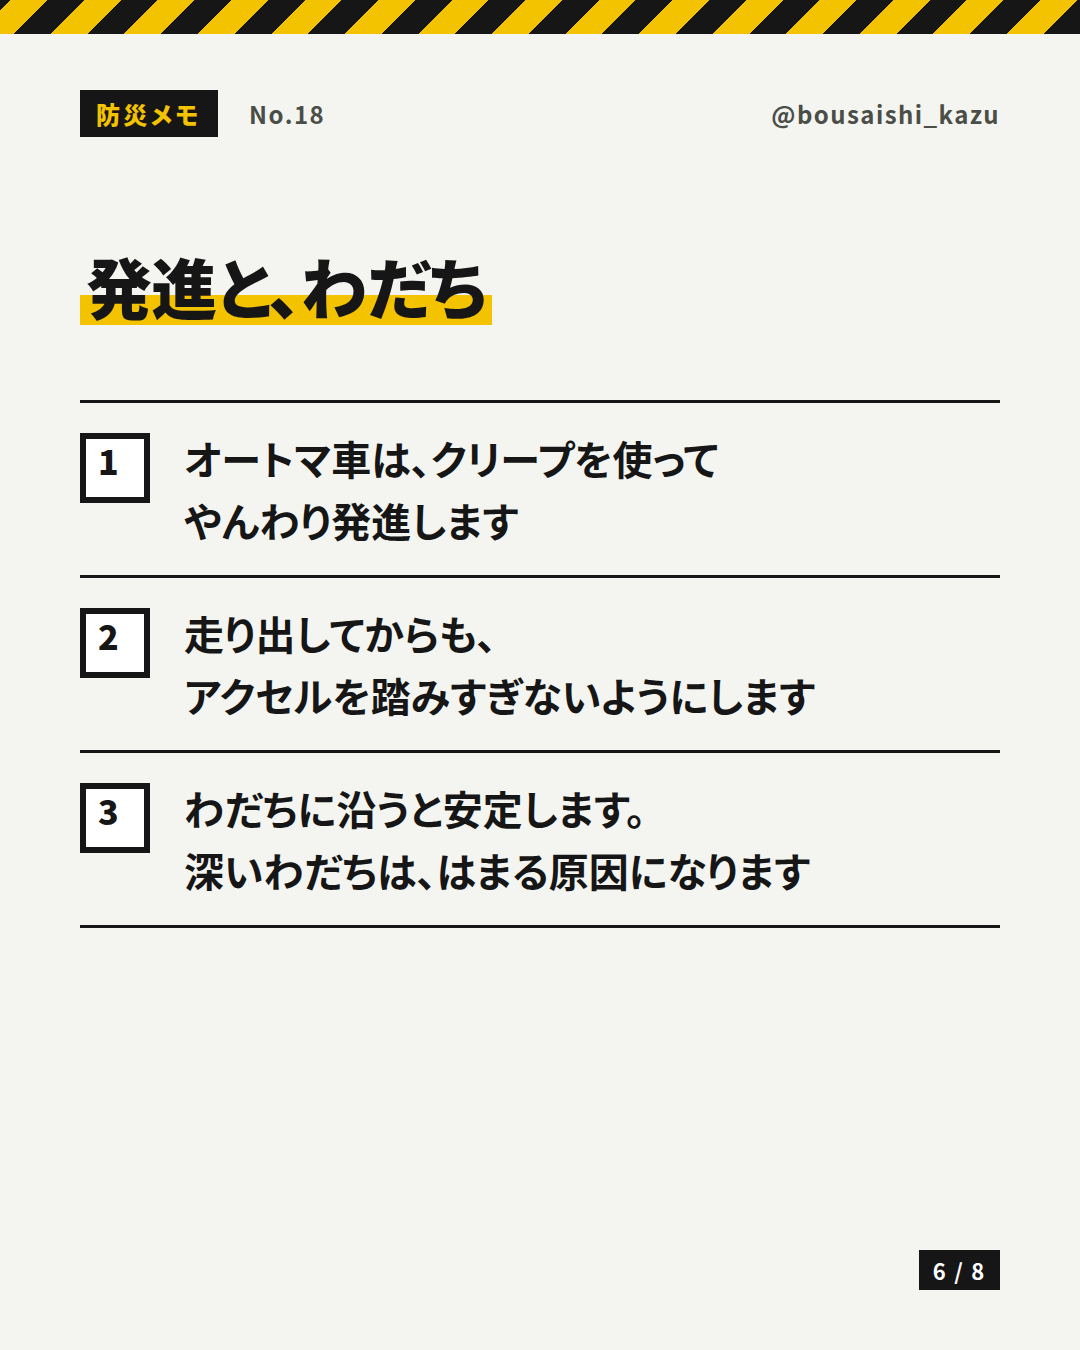 防災メモ No.18 @bousaishi_kazu
発進と、わだち
1 オートマ車は、クリープを使って
やんわり発進します
2 走り出してからも、
アクセルを踏みすぎないようにします
3 わだちに沿うと安定します。
深いわだちは、はまる原因になります
6 / 8